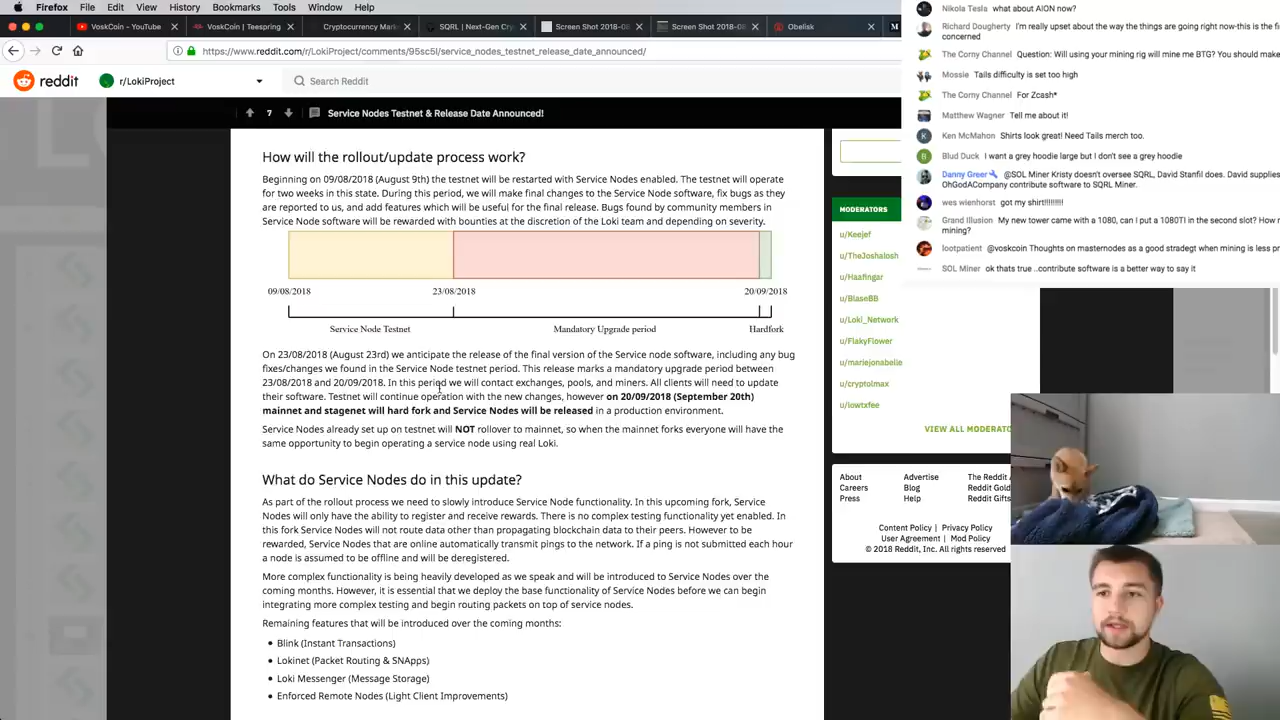 Firefox File Edit View History Bookmarks Tools Window Help
VoskCoin - YouTube
VoskCoin | Teespring
Cryptocurrency Mark
SQRL | Next-Gen Cry
Screen Shot 2018-08
Screen Shot 2018-08
Obelisk
https://www.reddit.com/r/LokiProject/comments/95sc5l/service_nodes_testnet_release_date_announced/
reddit r/LokiProject Search Reddit
7 Service Nodes Testnet & Release Date Announced!
How will the rollout/update process work?
Beginning on 09/08/2018 (August 9th) the testnet will be restarted with Service Nodes enabled. The testnet will operate
for two weeks in this state. During this period, we will make final changes to the Service Node software, fix bugs as they
are reported to us, and add features which will be useful for the final release. Bugs found by community members in
Service Node software will be rewarded with bounties at the discretion of the Loki team and depending on severity.
09/08/2018 23/08/2018 20/09/2018
Service Node Testnet Mandatory Upgrade period Hardfork
On 23/08/2018 (August 23rd) we anticipate the release of the final version of the Service node software, including any bug
fixes/changes we found in the Service Node testnet period. This release marks a mandatory upgrade period between
23/08/2018 and 20/09/2018. In this period we will contact exchanges, pools, and miners. All clients will need to update
their software. Testnet will continue operation with the new changes, however on 20/09/2018 (September 20th)
mainnet and stagenet will hard fork and Service Nodes will be released in a production environment.
Service Nodes already set up on testnet will NOT rollover to mainnet, so when the mainnet forks everyone will have the
same opportunity to begin operating a service node using real Loki.
What do Service Nodes do in this update?
As part of the rollout process we need to slowly introduce Service Node functionality. In this upcoming fork, Service
Nodes will only have the ability to register and receive rewards. There is no complex testing functionality yet enabled. In
this fork Service Nodes will not route data other than propagating blockchain data to their peers. However to be
rewarded, Service Nodes that are online automatically transmit pings to the network. If a ping is not submitted each hour
a node is assumed to be offline and will be deregistered.
More complex functionality is being heavily developed as we speak and will be introduced to Service Nodes over the
coming months. However, it is essential that we deploy the base functionality of Service Nodes before we can begin
integrating more complex testing and begin routing packets on top of service nodes.
Remaining features that will be introduced over the coming months:
• Blink (Instant Transactions)
• Lokinet (Packet Routing & SNApps)
• Loki Messenger (Message Storage)
• Enforced Remote Nodes (Light Client Improvements)
MODERATORS
u/Keejef
u/TheJoshalosh
u/Haafingar
u/BlaseBB
u/Loki_Network
u/FlakyFlower
u/mariejonabelle
u/cryptolmax
u/iowtxfee
VIEW ALL MODERATO
About Advertise The Reddit
Careers Blog Reddit Gold
Press Help Reddit Gifts
Content Policy | Privacy Policy
User Agreement | Mod Policy
© 2018 Reddit, Inc. All rights reserved
Nikola Tesla what about AION now?
Richard Dougherty I'm really upset about the way the things are going right now-this is the fi
concerned
The Corny Channel Question: Will using your mining rig will mine me BTG? You should make
Mossie Tails difficulty is set too high
The Corny Channel For Zcash*
Matthew Wagner Tell me about it!
Ken McMahon Shirts look great! Need Tails merch too.
Blud Duck I want a grey hoodie large but I don't see a grey hoodie
Danny Greer @SOL Miner Kristy doesn't oversee SQRL, David Stanfil does. David supplies
OhGodACompany contribute software to SQRL Miner.
wes wienhorst got my shirt!!!!!!!!!
Grand Illusion My new tower came with a 1080, can I put a 1080TI in the second slot? How
mining?
lootpatient @voskcoin Thoughts on masternodes as a good strategt when mining is less pr
SOL Miner ok thats true ..contribute software is a better way to say it